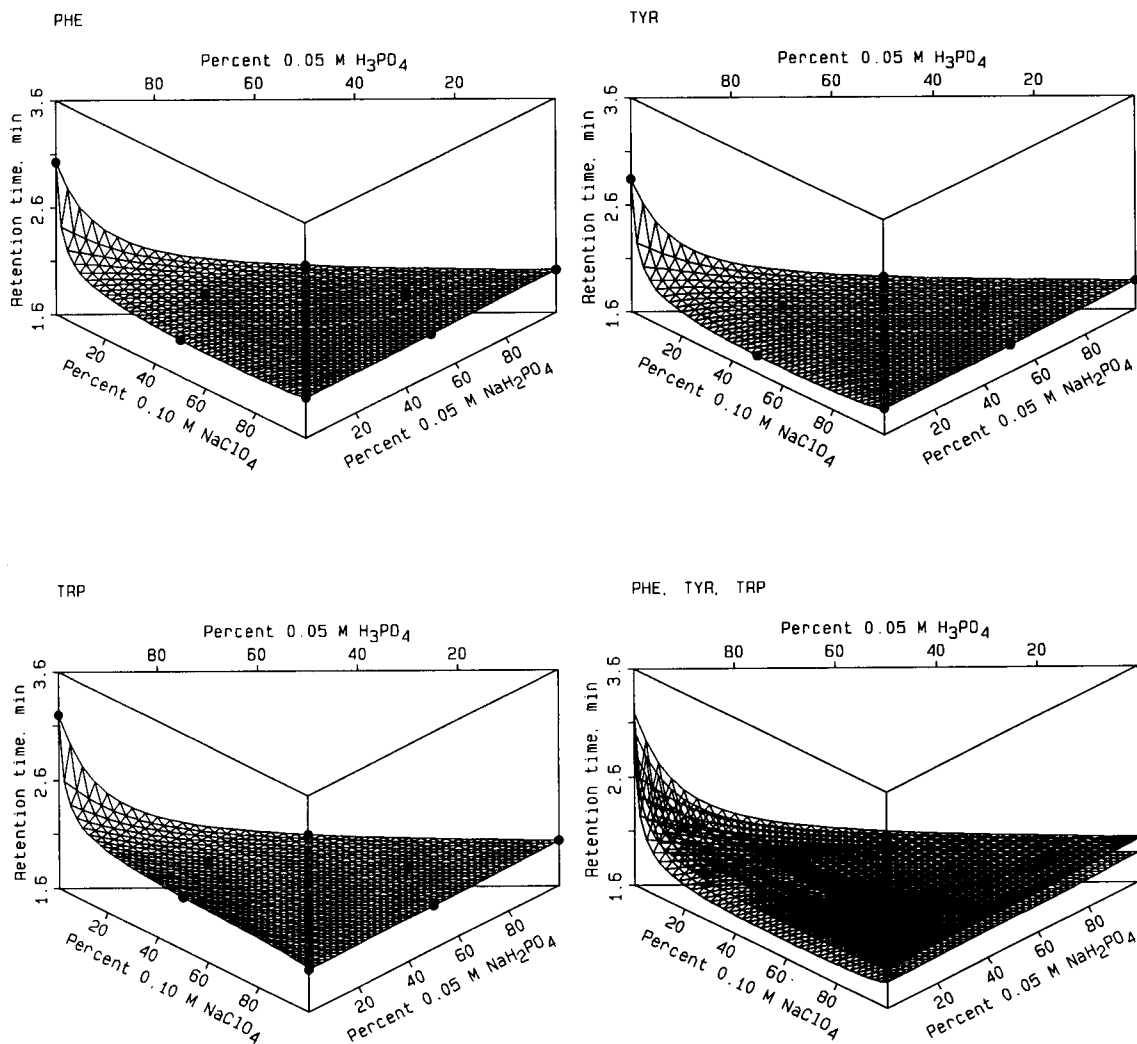 PHE
Percent 0.05 M H₃PO₄
80 60 40 20
Retention time, min
3.6
2.6
1.6
20 40 60 80
Percent 0.10 M NaClO₄
20 40 60 80
Percent 0.05 M NaH₂PO₄
TYR
Percent 0.05 M H₃PO₄
80 60 40 20
Retention time, min
3.6
2.6
1.6
20 40 60 80
Percent 0.10 M NaClO₄
20 40 60 80
Percent 0.05 M NaH₂PO₄
TRP
Percent 0.05 M H₃PO₄
80 60 40 20
Retention time, min
3.6
2.6
1.6
20 40 60 80
Percent 0.10 M NaClO₄
20 40 60 80
Percent 0.05 M NaH₂PO₄
PHE, TYR, TRP
Percent 0.05 M H₃PO₄
80 60 40 20
Retention time, min
3.6
2.6
1.6
20 40 60 80
Percent 0.10 M NaClO₄
20 40 60 80
Percent 0.05 M NaH₂PO₄